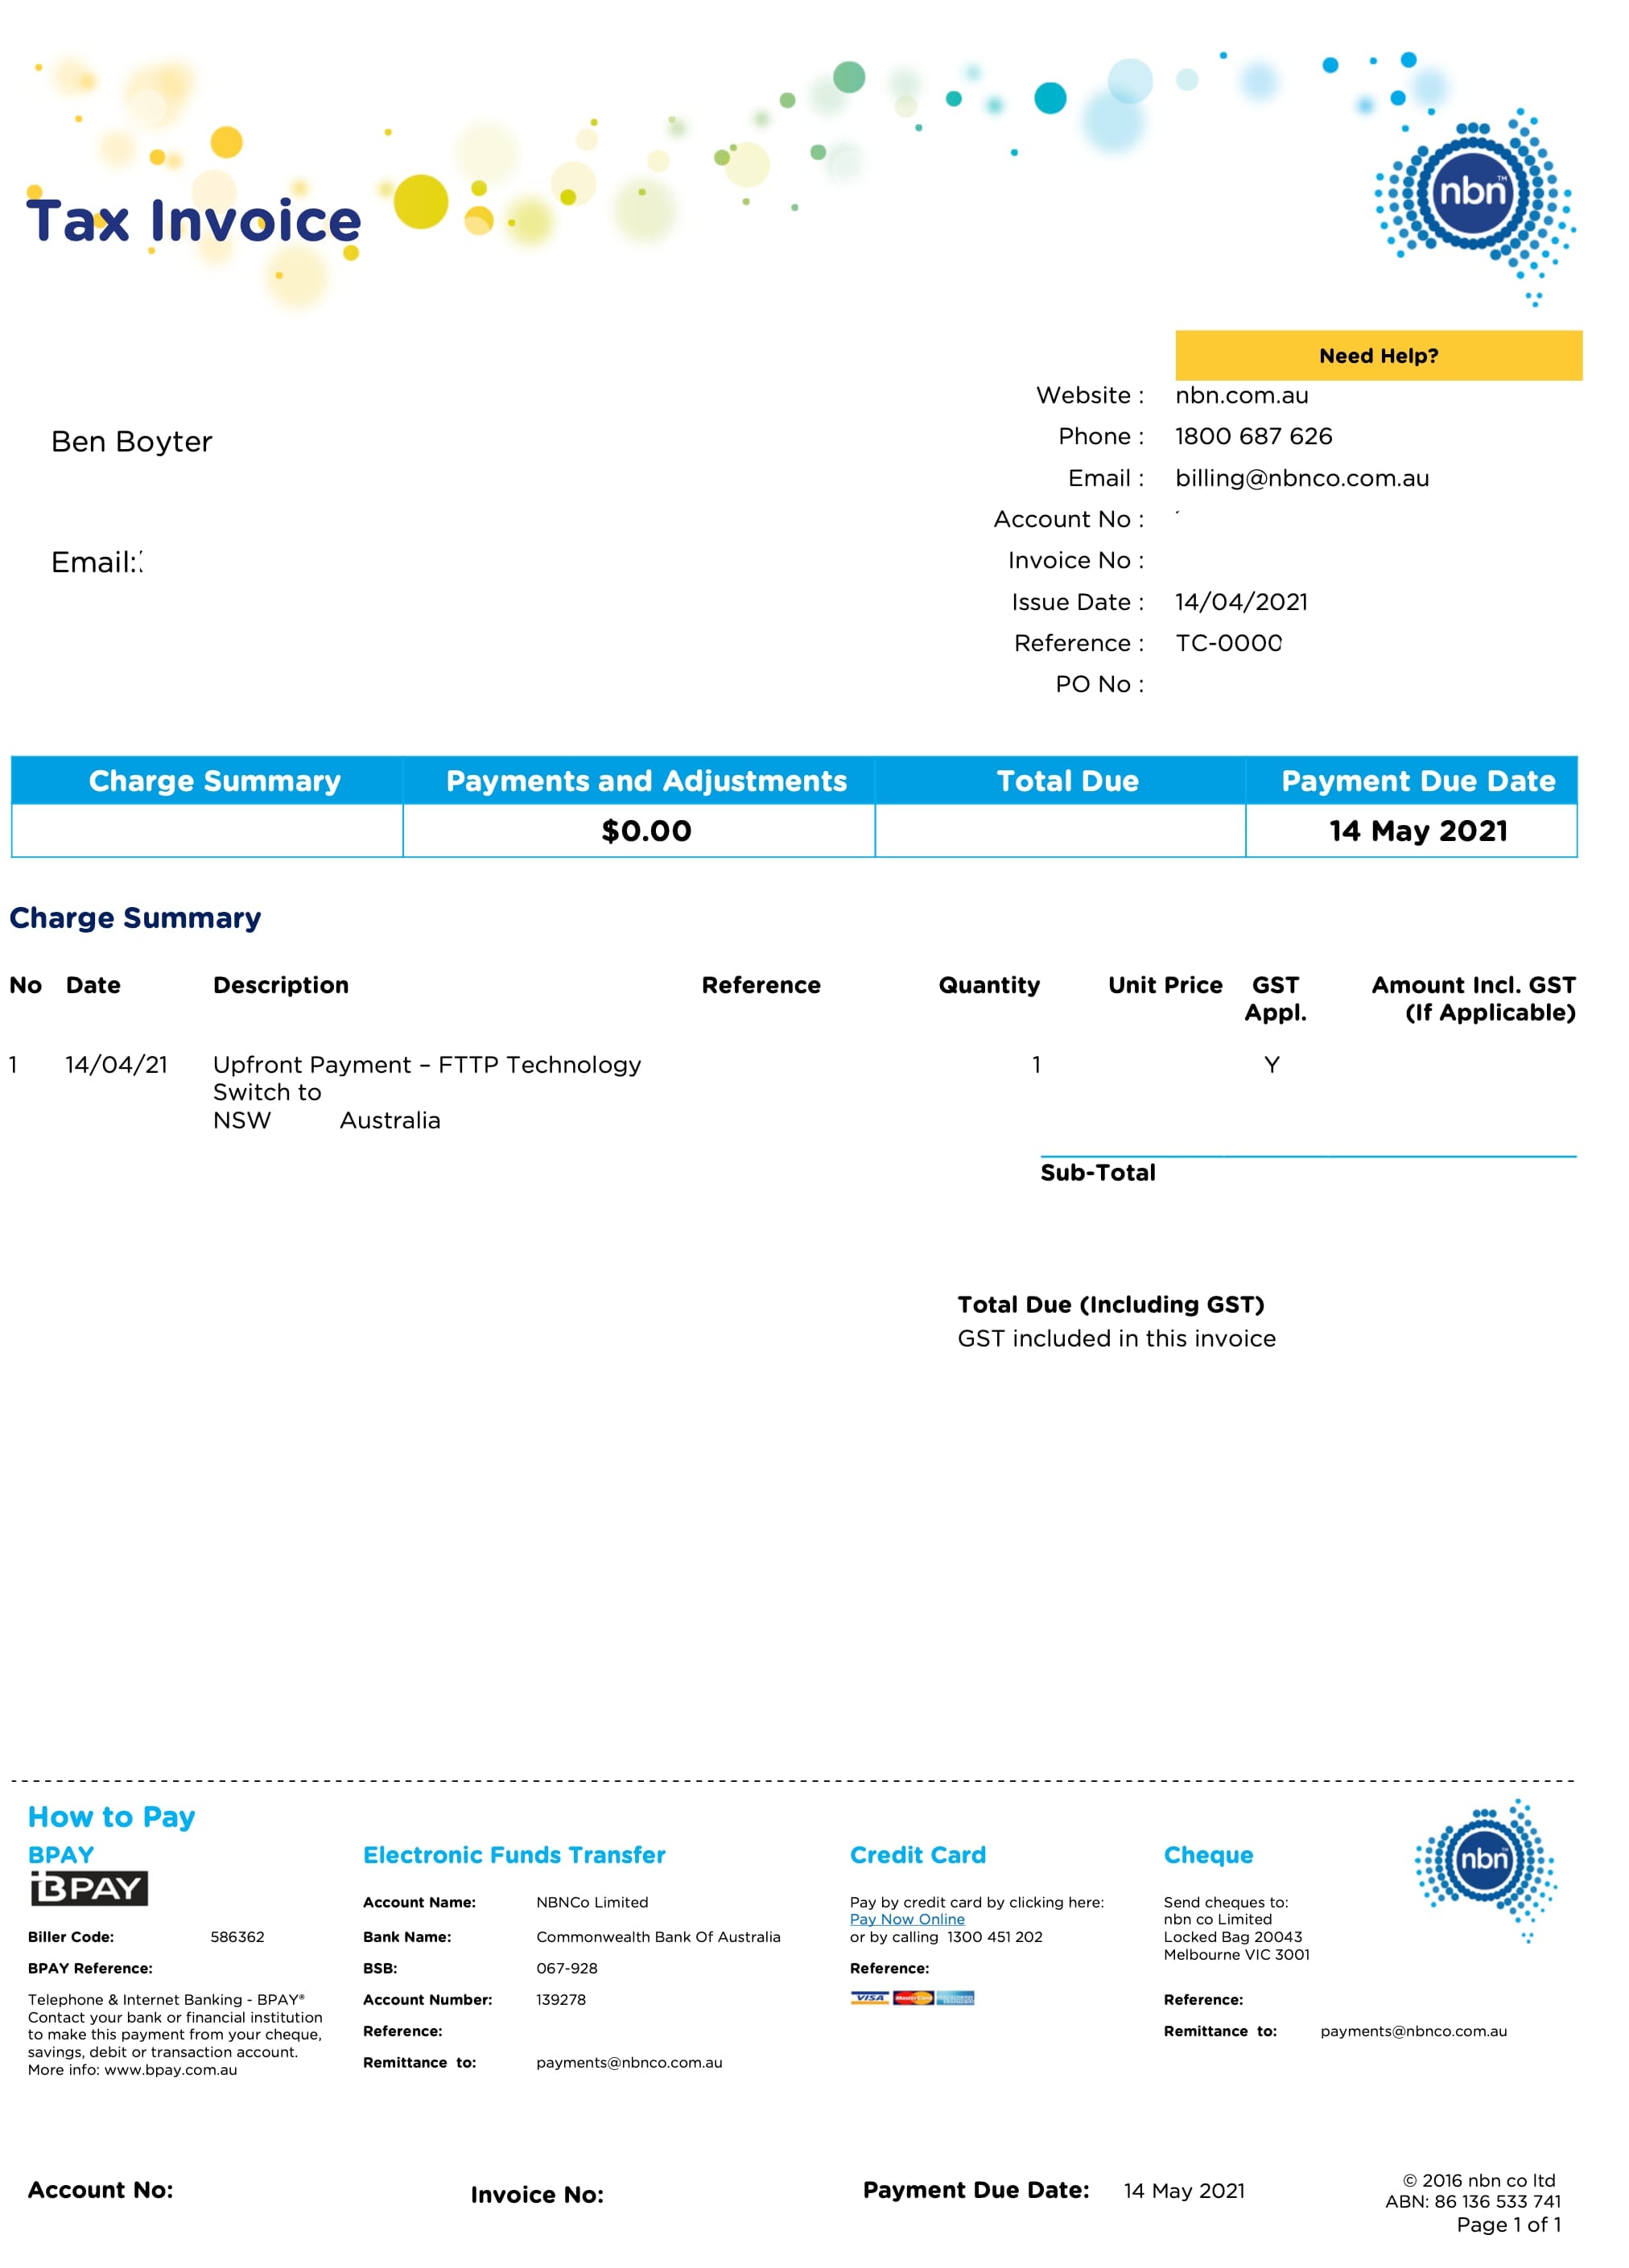 Tax Invoice
nbn™
Need Help?
Website : nbn.com.au
Phone : 1800 687 626
Email : billing@nbnco.com.au
Account No :
Invoice No :
Issue Date : 14/04/2021
Reference : TC-0000
PO No :
Ben Boyter
Email:
Charge Summary Payments and Adjustments Total Due Payment Due Date
$0.00 14 May 2021
Charge Summary
No Date Description Reference Quantity Unit Price GST Appl. Amount Incl. GST (If Applicable)
1 14/04/21 Upfront Payment – FTTP Technology 1 Y
Switch to
NSW Australia
Sub-Total
Total Due (Including GST)
GST included in this invoice
How to Pay
BPAY
BPAY
Biller Code: 586362
BPAY Reference:
Telephone & Internet Banking - BPAY®
Contact your bank or financial institution
to make this payment from your cheque,
savings, debit or transaction account.
More info: www.bpay.com.au
Electronic Funds Transfer
Account Name: NBNCo Limited
Bank Name: Commonwealth Bank Of Australia
BSB: 067-928
Account Number: 139278
Reference:
Remittance to: payments@nbnco.com.au
Credit Card
Pay by credit card by clicking here:
Pay Now Online
or by calling 1300 451 202
Reference:
VISA MasterCard
Cheque
Send cheques to:
nbn co Limited
Locked Bag 20043
Melbourne VIC 3001
Reference:
Remittance to: payments@nbnco.com.au
nbn™
Account No:
Invoice No:
Payment Due Date: 14 May 2021
© 2016 nbn co ltd
ABN: 86 136 533 741
Page 1 of 1